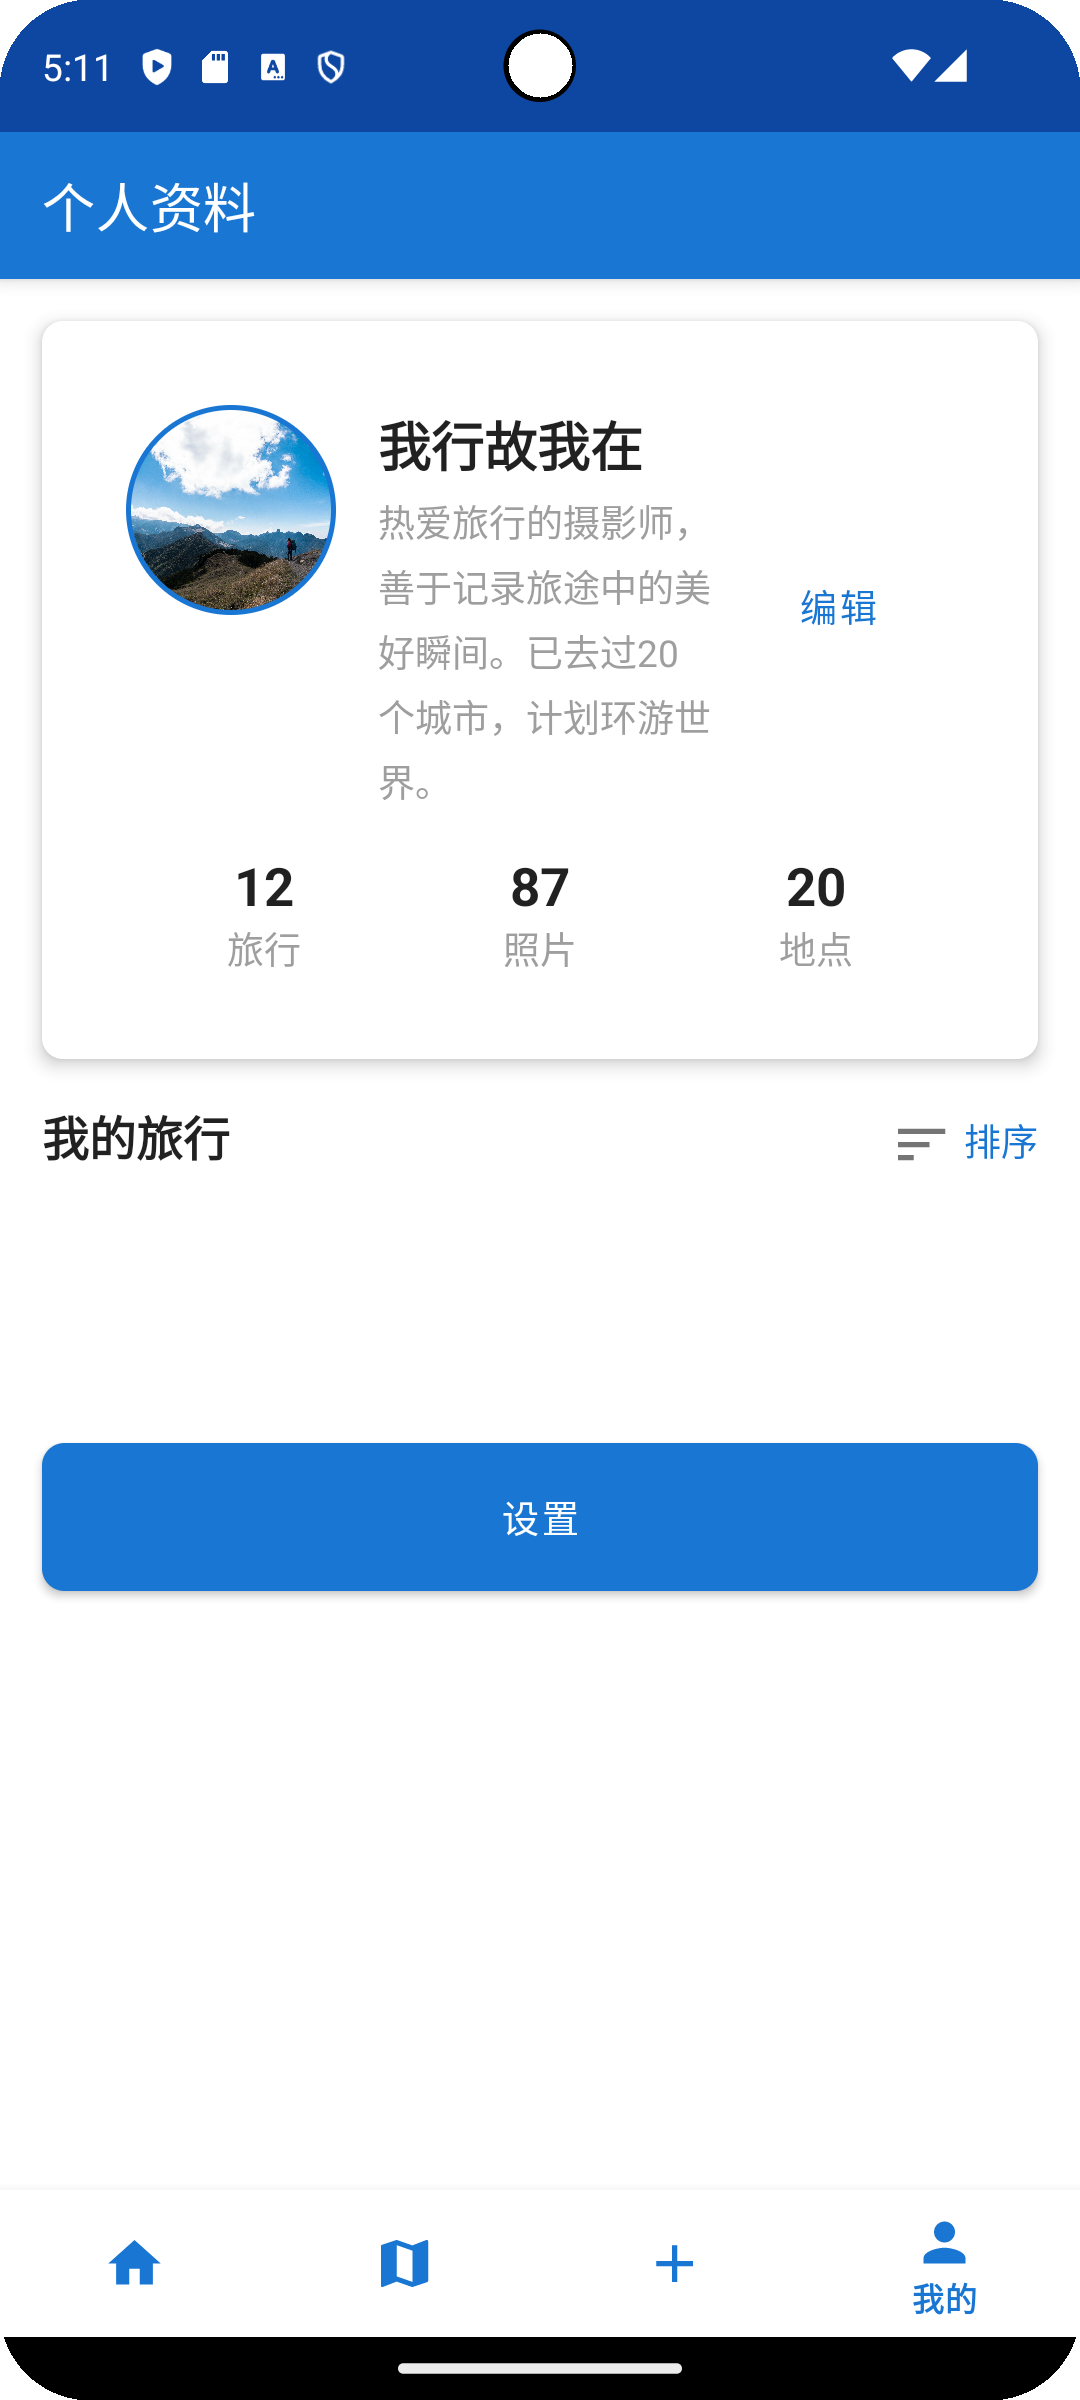 5:11
个人资料
我行故我在
热爱旅行的摄影师，
善于记录旅途中的美
好瞬间。已去过20
个城市，计划环游世
界。
编辑
12
87
20
旅行
照片
地点
我的旅行
排序
设置
我的